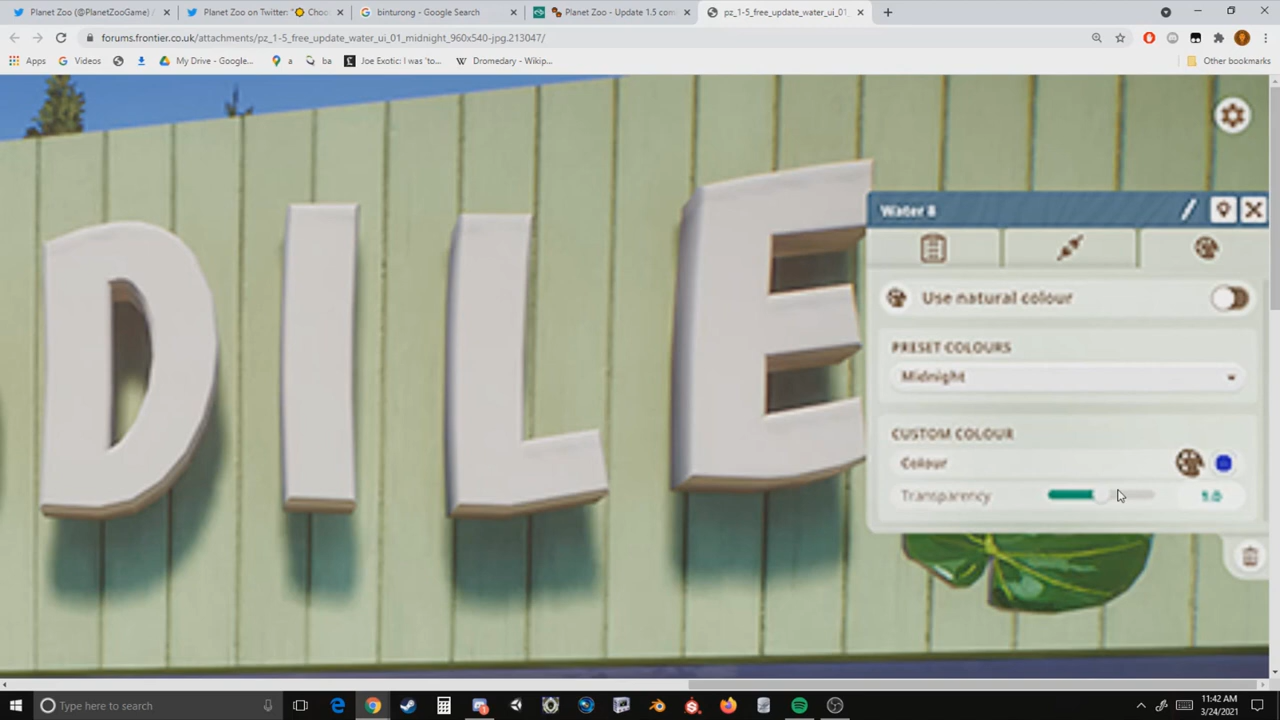 Planet Zoo (@PlanetZooGame) /
Planet Zoo on Twitter: "🌻 Choo
binturong - Google Search
Planet Zoo - Update 1.5 com
pz_1-5_free_update_water_ui_01_
forums.frontier.co.uk/attachments/pz_1-5_free_update_water_ui_01_midnight_960x540-jpg.213047/
Apps
Videos
My Drive - Google...
a
ba
Joe Exotic: I was 'to...
Dromedary - Wikip...
Other bookmarks
DILE
Water 8
Use natural colour
PRESET COLOURS
Midnight
CUSTOM COLOUR
Colour
Transparency
Type here to search
11:42 AM
3/24/2021